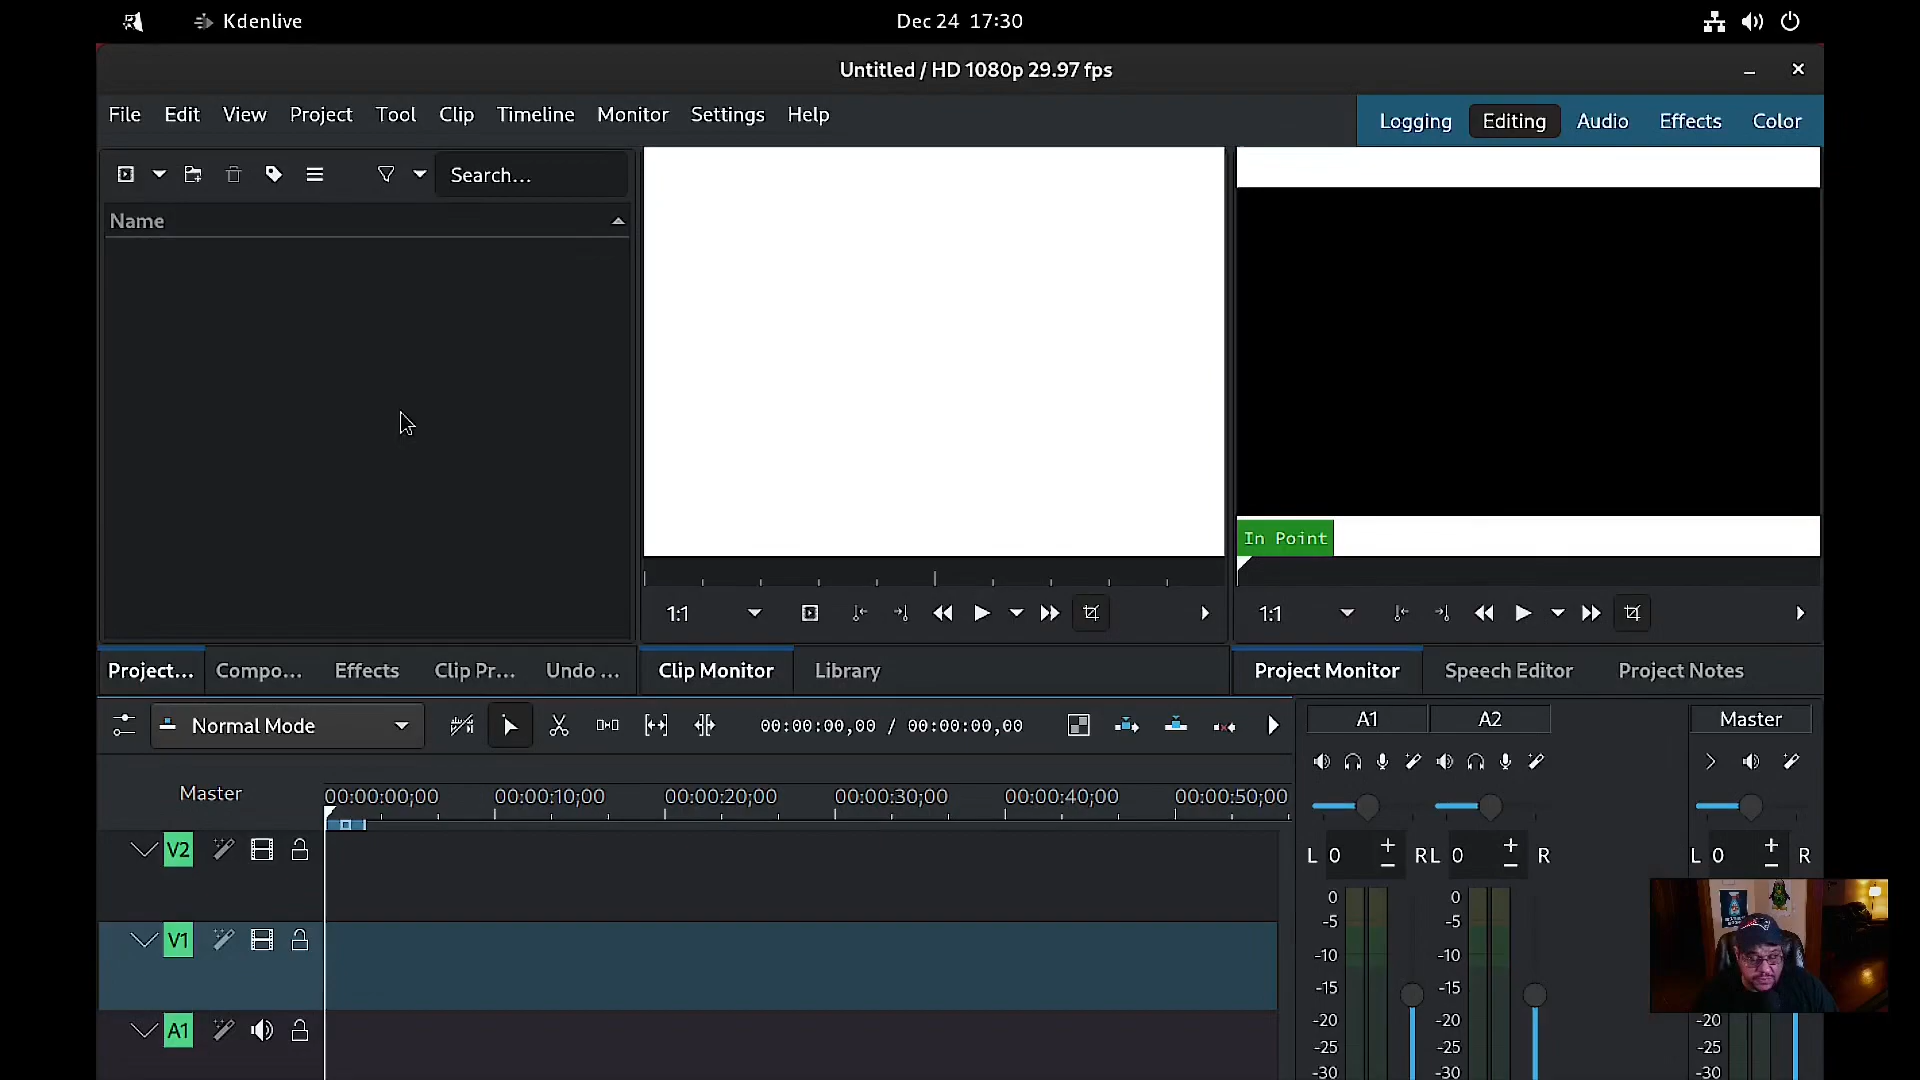 Kdenlive
Dec 24 17:30
Untitled / HD 1080p 29.97 fps
File Edit View Project Tool Clip Timeline Monitor Settings Help
Logging Editing Audio Effects Color
Search...
Name
In Point
1:1
1:1
Project... Compo... Effects Clip Pr... Undo ...
Clip Monitor Library
Project Monitor Speech Editor Project Notes
Normal Mode
00:00:00,00 / 00:00:00,00
A1 A2 Master
Master
00:00:00;00 00:00:10;00 00:00:20;00 00:00:30;00 00:00:40;00 00:00:50;00
V2
L 0 R L 0 R L 0 R
V1
A1
0 0
-5 -5
-10 -10
-15 -15
-20 -20 -20
-25 -25 -25
-30 -30 -30